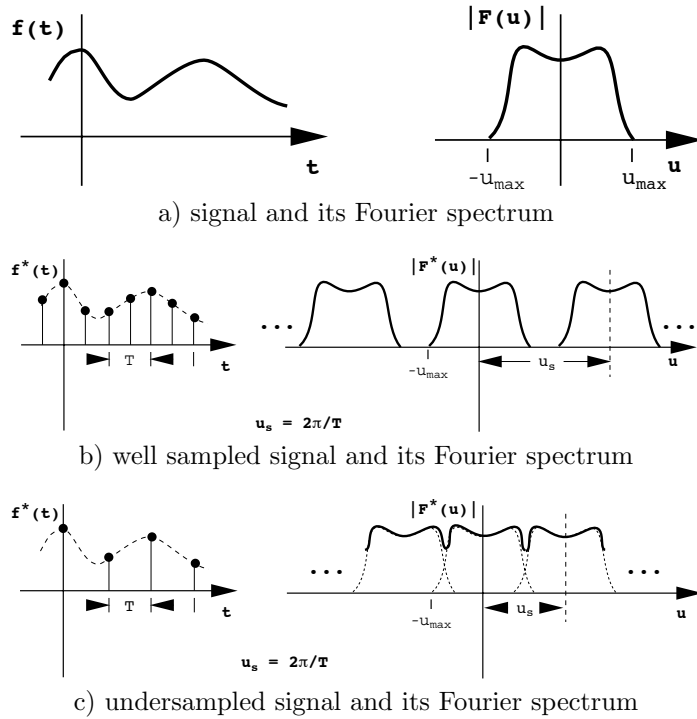 f(t)
|F(u)|
t
-u_max
u_max
u
a) signal and its Fourier spectrum
f*(t)
|F*(u)|
...
...
T
t
-u_max
u_s
u
u_s = 2π/T
b) well sampled signal and its Fourier spectrum
f*(t)
|F*(u)|
...
...
T
t
-u_max
u_s
u
u_s = 2π/T
c) undersampled signal and its Fourier spectrum